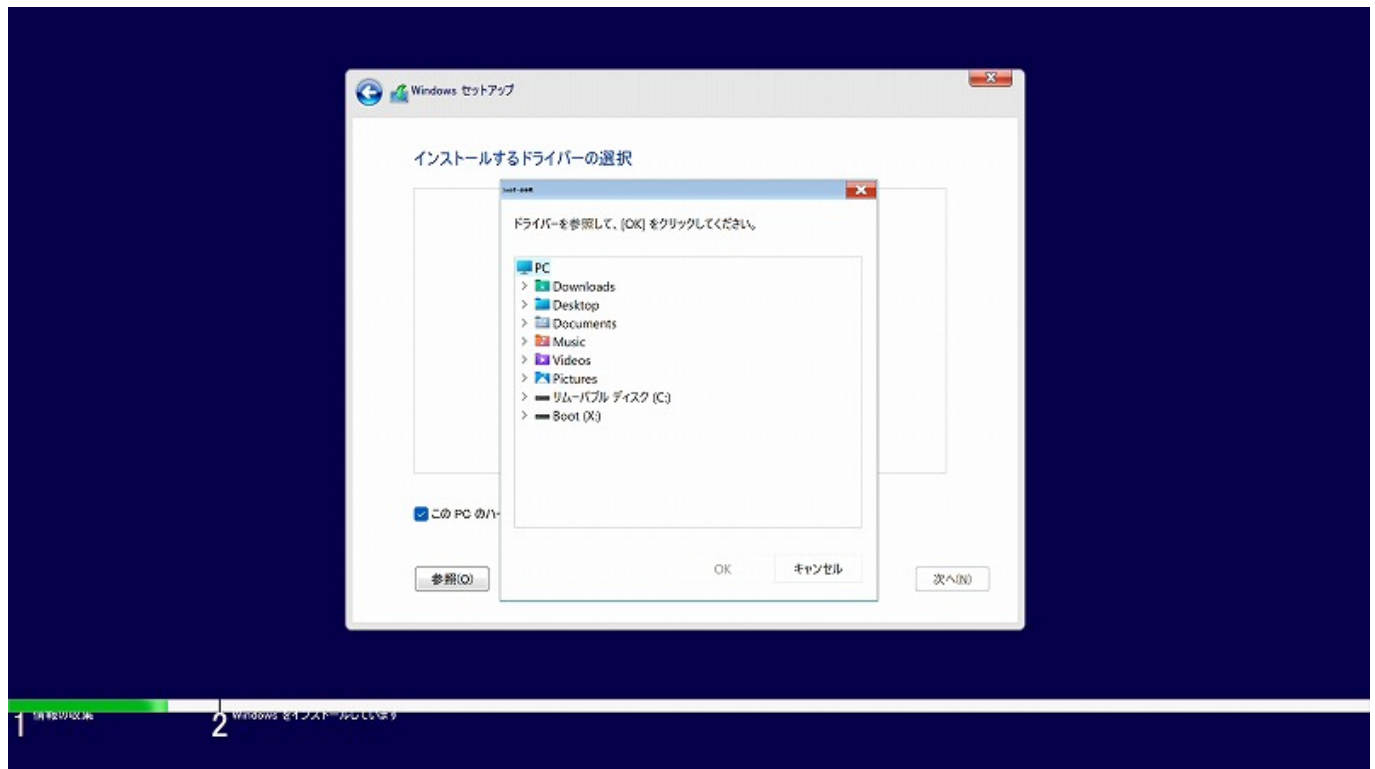 Windows セットアップ
インストールするドライバーの選択
ドライバーを参照して、[OK] をクリックしてください。
PC
Downloads
Desktop
Documents
Music
Videos
Pictures
リムーバブル ディスク (C:)
Boot (X:)
このPC のハ
OK
キャンセル
参照(O)
次へ(N)
1 情報の収集
2 Windows をインストールしています